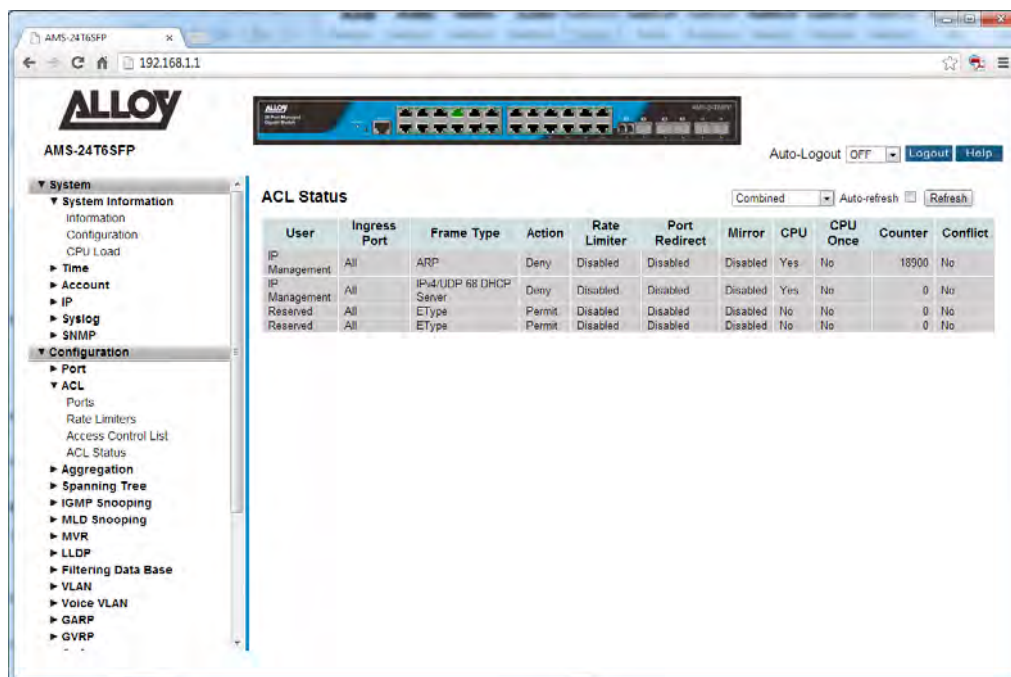 AMS-24T6SFP
192.168.1.1
ALLOY
AMS-24T6SFP
ALLOY
Auto-Logout OFF Logout Help
▼ System
▼ System Information
Information
Configuration
CPU Load
► Time
► Account
► IP
► Syslog
► SNMP
▼ Configuration
► Port
▼ ACL
Ports
Rate Limiters
Access Control List
ACL Status
► Aggregation
► Spanning Tree
► IGMP Snooping
► MLD Snooping
► MVR
► LLDP
► Filtering Data Base
► VLAN
► Voice VLAN
► GARP
► GVRP
ACL Status
Combined Auto-refresh Refresh
User Ingress Port Frame Type Action Rate Limiter Port Redirect Mirror CPU CPU Once Counter Conflict
IP Management All ARP Deny Disabled Disabled Disabled Yes No 18900 No
IP Management All IPv4/UDP 68 DHCP Server Deny Disabled Disabled Disabled Yes No 0 No
Reserved All EType Permit Disabled Disabled Disabled No No 0 No
Reserved All EType Permit Disabled Disabled Disabled No No 0 No